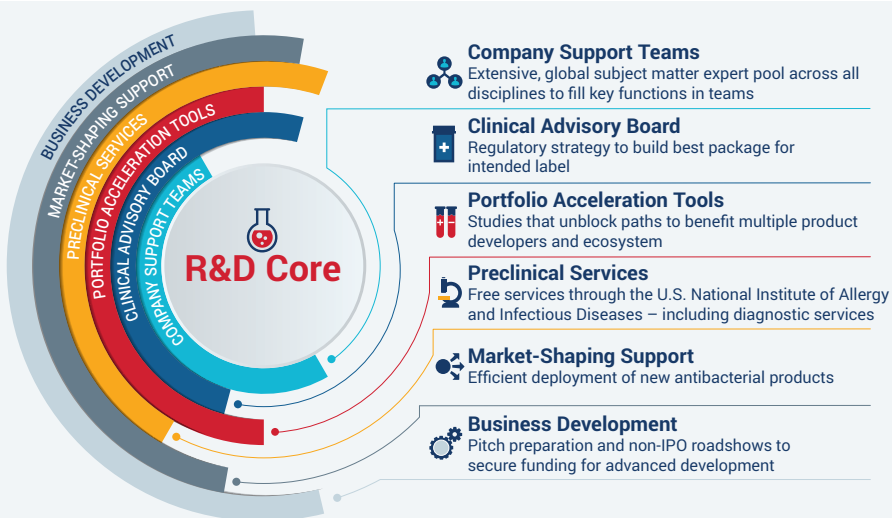 BUSINESS DEVELOPMENT
MARKET-SHAPING SUPPORT
PRECLINICAL SERVICES
PORTFOLIO ACCELERATION TOOLS
CLINICAL ADVISORY BOARD
COMPANY SUPPORT TEAMS
R&D Core
Company Support Teams
Extensive, global subject matter expert pool across all
disciplines to fill key functions in teams
Clinical Advisory Board
Regulatory strategy to build best package for
intended label
Portfolio Acceleration Tools
Studies that unblock paths to benefit multiple product
developers and ecosystem
Preclinical Services
Free services through the U.S. National Institute of Allergy
and Infectious Diseases – including diagnostic services
Market-Shaping Support
Efficient deployment of new antibacterial products
Business Development
Pitch preparation and non-IPO roadshows to
secure funding for advanced development